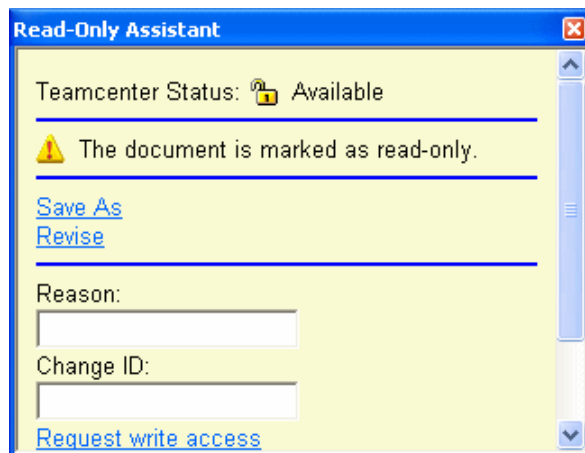 Read-Only Assistant
Teamcenter Status: Available
The document is marked as read-only.
Save As
Revise
Reason:
Change ID:
Request write access